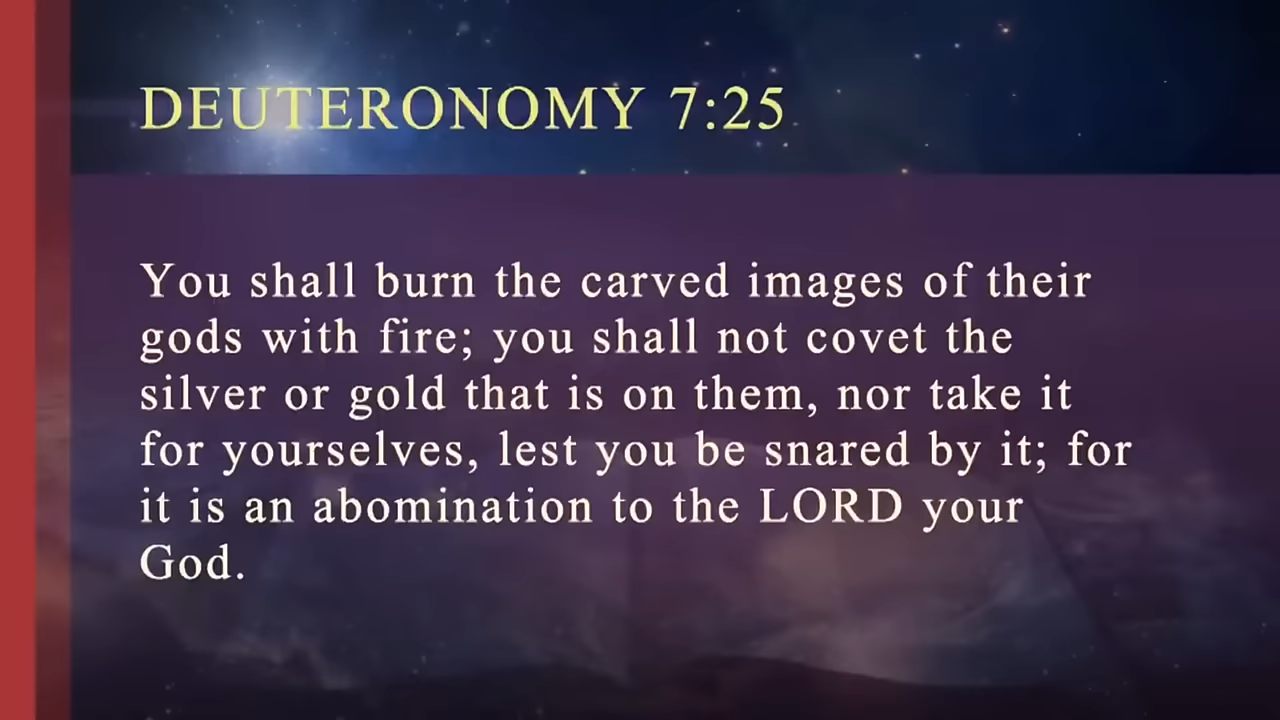 DEUTERONOMY 7:25
You shall burn the carved images of their
gods with fire; you shall not covet the
silver or gold that is on them, nor take it
for yourselves, lest you be snared by it; for
it is an abomination to the LORD your
God.